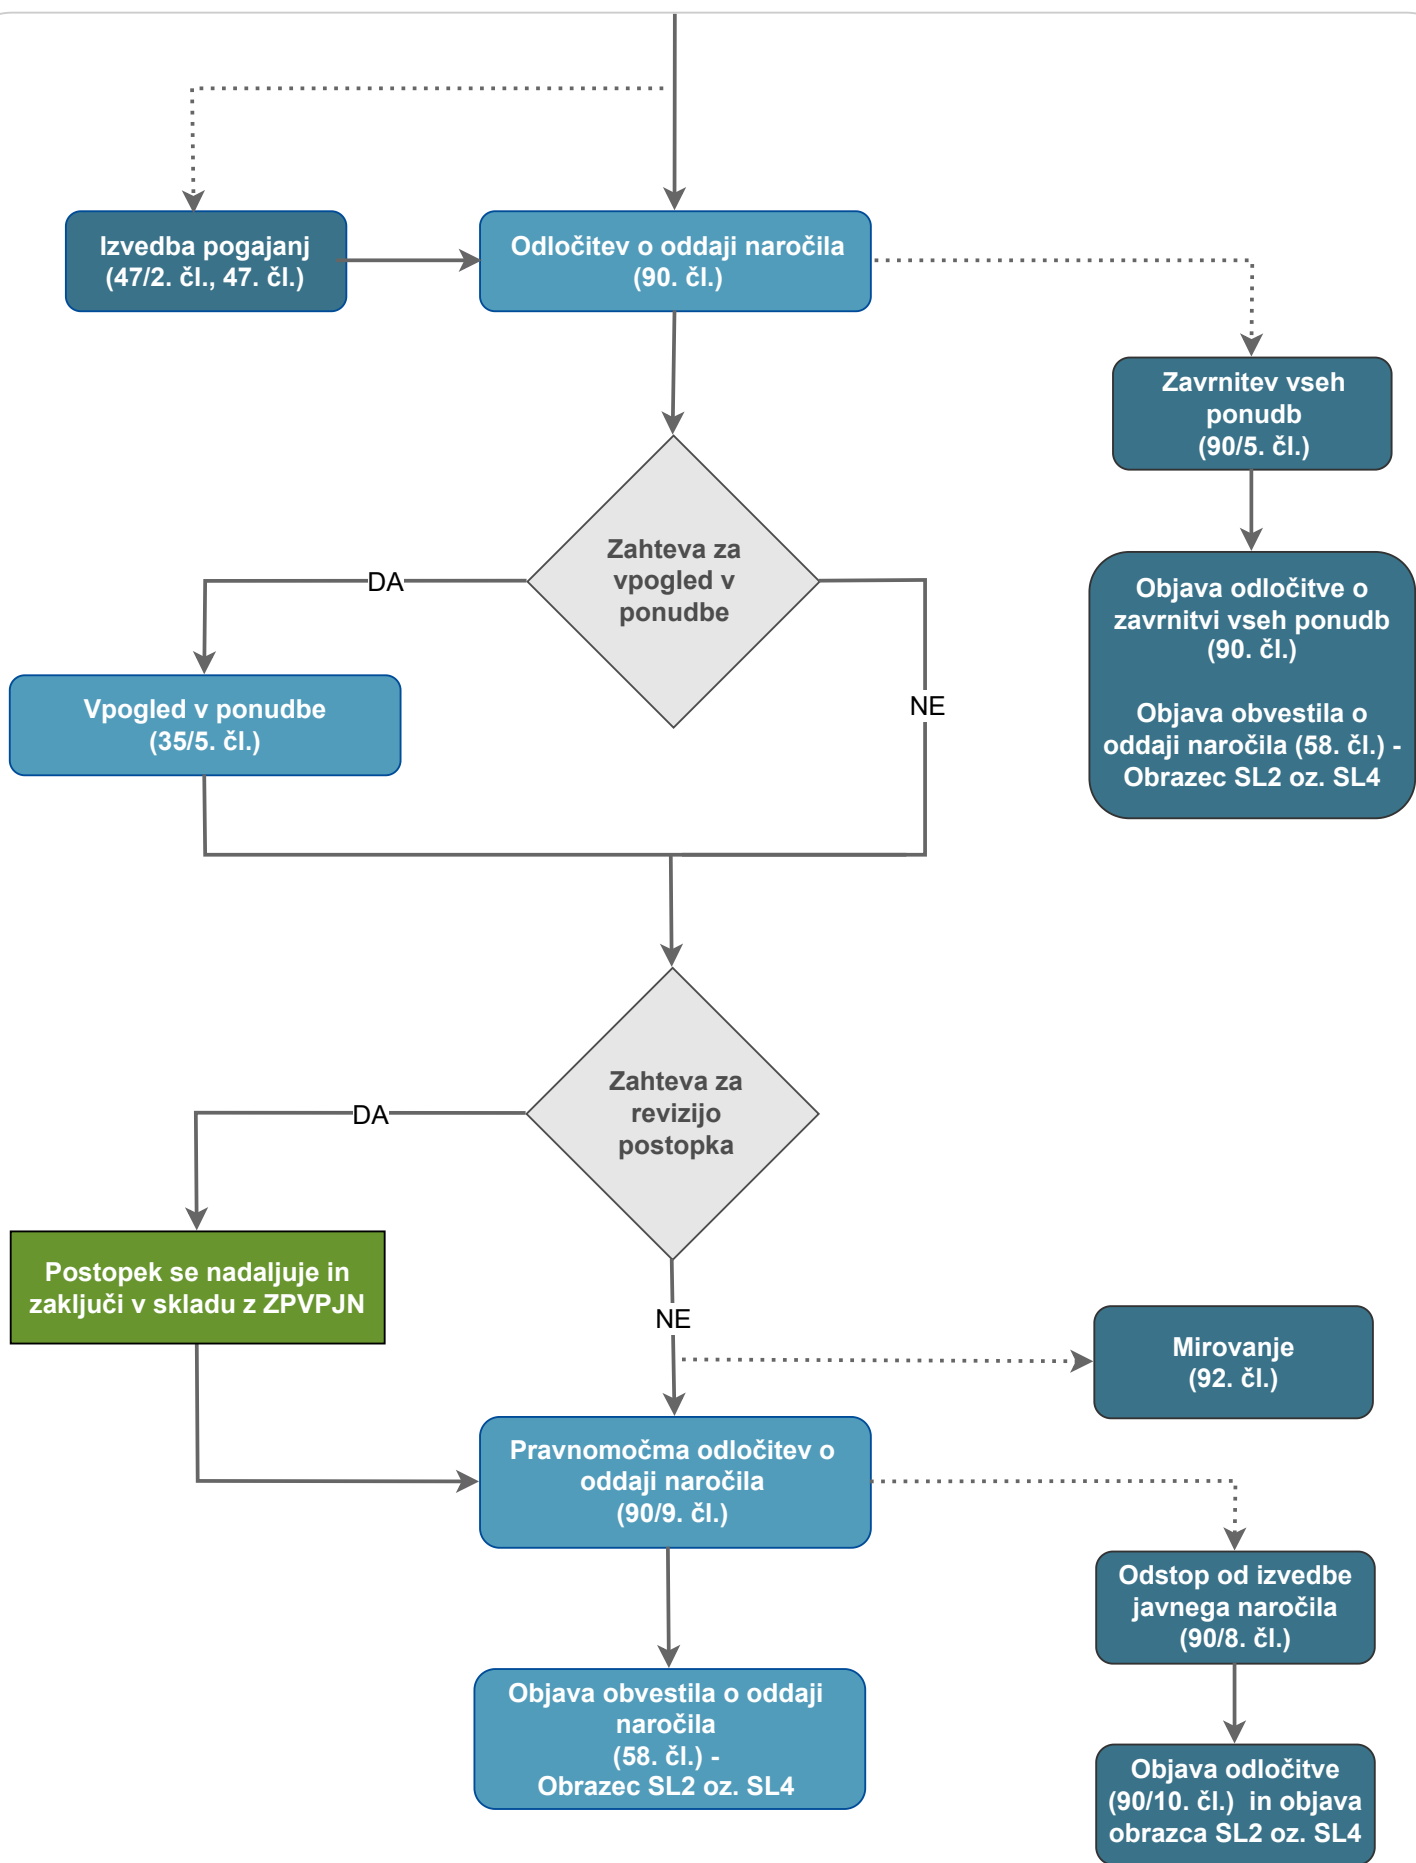 Izvedba pogajanj
(47/2. čl., 47. čl.)
Odločitev o oddaji naročila
(90. čl.)
Zavrnitev vseh
ponudb
(90/5. čl.)
Zahteva za
vpogled v
ponudbe
DA
NE
Objava odločitve o
zavrnitvi vseh ponudb
(90. čl.)
Objava obvestila o
oddaji naročila (58. čl.) -
Obrazec SL2 oz. SL4
Vpogled v ponudbe
(35/5. čl.)
Zahteva za
revizijo
postopka
DA
NE
Postopek se nadaljuje in
zaključi v skladu z ZPVPJN
Mirovanje
(92. čl.)
Pravnomočma odločitev o
oddaji naročila
(90/9. čl.)
Odstop od izvedbe
javnega naročila
(90/8. čl.)
Objava obvestila o oddaji
naročila
(58. čl.) -
Obrazec SL2 oz. SL4
Objava odločitve
(90/10. čl.)  in objava
obrazca SL2 oz. SL4